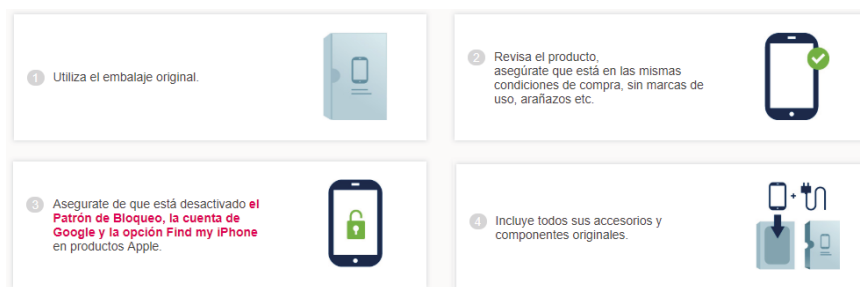 1 Utiliza el embalaje original.
2 Revisa el producto,
asegúrate que está en las mismas
condiciones de compra, sin marcas de
uso, arañazos etc.
3 Asegurate de que está desactivado el
Patrón de Bloqueo, la cuenta de
Google y la opción Find my iPhone
en productos Apple.
4 Incluye todos sus accesorios y
componentes originales.